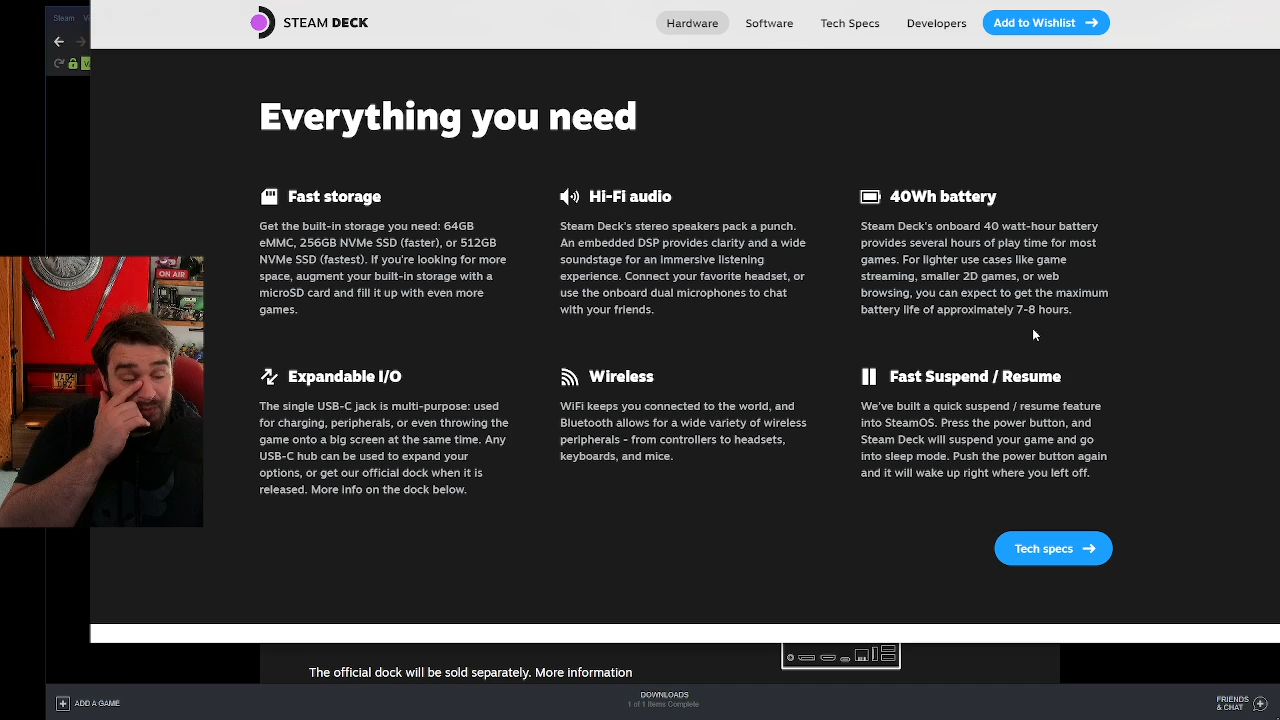 Steam
STEAM DECK
Hardware
Software
Tech Specs
Developers
Add to Wishlist
Everything you need
Fast storage
Get the built-in storage you need: 64GB
eMMC, 256GB NVMe SSD (faster), or 512GB
NVMe SSD (fastest). If you're looking for more
space, augment your built-in storage with a
microSD card and fill it up with even more
games.
Hi-Fi audio
Steam Deck's stereo speakers pack a punch.
An embedded DSP provides clarity and a wide
soundstage for an immersive listening
experience. Connect your favorite headset, or
use the onboard dual microphones to chat
with your friends.
40Wh battery
Steam Deck's onboard 40 watt-hour battery
provides several hours of play time for most
games. For lighter use cases like game
streaming, smaller 2D games, or web
browsing, you can expect to get the maximum
battery life of approximately 7-8 hours.
ON AIR
Expandable I/O
The single USB-C jack is multi-purpose: used
for charging, peripherals, or even throwing the
game onto a big screen at the same time. Any
USB-C hub can be used to expand your
options, or get our official dock when it is
released. More info on the dock below.
Wireless
WiFi keeps you connected to the world, and
Bluetooth allows for a wide variety of wireless
peripherals - from controllers to headsets,
keyboards, and mice.
Fast Suspend / Resume
We've built a quick suspend / resume feature
into SteamOS. Press the power button, and
Steam Deck will suspend your game and go
into sleep mode. Push the power button again
and it will wake up right where you left off.
Tech specs
The official dock will be sold separately. More information
ADD A GAME
DOWNLOADS
1 of 1 Items Complete
FRIENDS
& CHAT